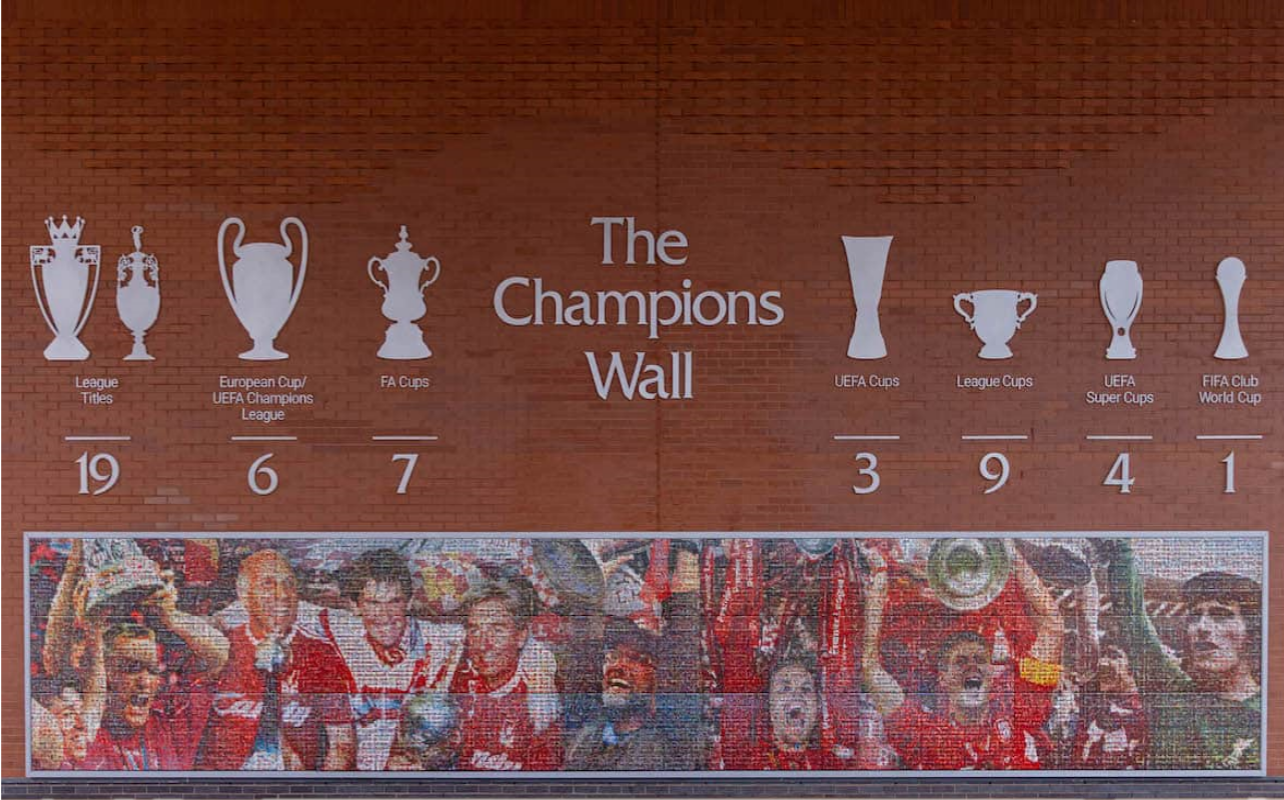 The
Champions
Wall
League
Titles
19
European Cup/
UEFA Champions
League
6
FA Cups
7
UEFA Cups
3
League Cups
9
UEFA
Super Cups
4
FIFA Club
World Cup
1